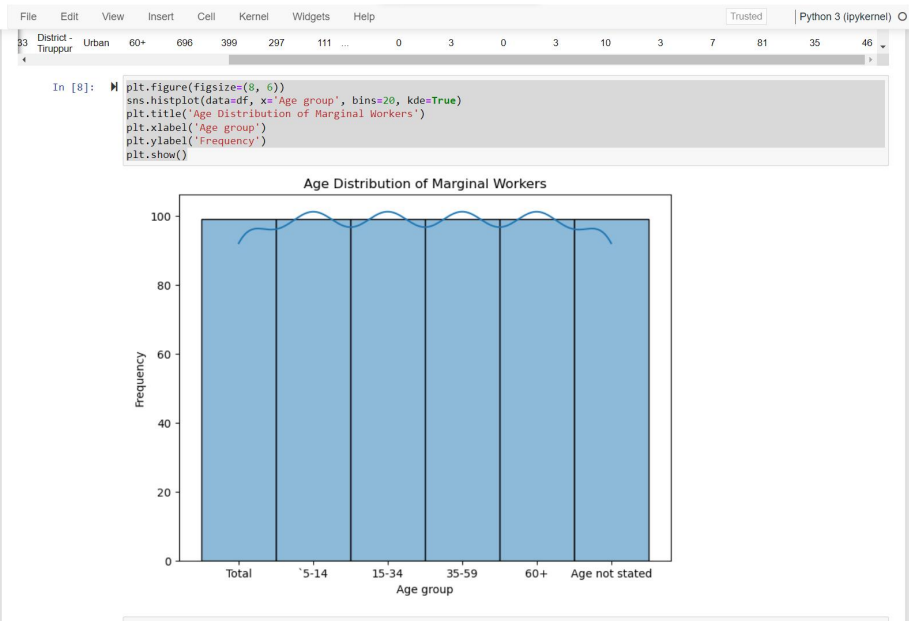 File Edit View Insert Cell Kernel Widgets Help Trusted Python 3 (ipykernel)
33 District - Tiruppur Urban 60+ 696 399 297 111 ... 0 3 0 3 10 3 7 81 35 46
In [8]:
plt.figure(figsize=(8, 6))
sns.histplot(data=df, x='Age group', bins=20, kde=True)
plt.title('Age Distribution of Marginal Workers')
plt.xlabel('Age group')
plt.ylabel('Frequency')
plt.show()
Age Distribution of Marginal Workers
100
80
60
40
20
0
Frequency
Total `5-14 15-34 35-59 60+ Age not stated
Age group